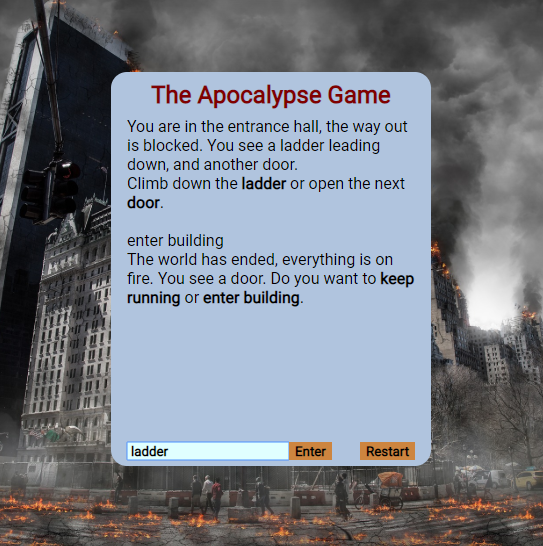 The Apocalypse Game
You are in the entrance hall, the way out
is blocked. You see a ladder leading
down, and another door.
Climb down the ladder or open the next
door.
enter building
The world has ended, everything is on
fire. You see a door. Do you want to keep
running or enter building.
ladder
Enter
Restart